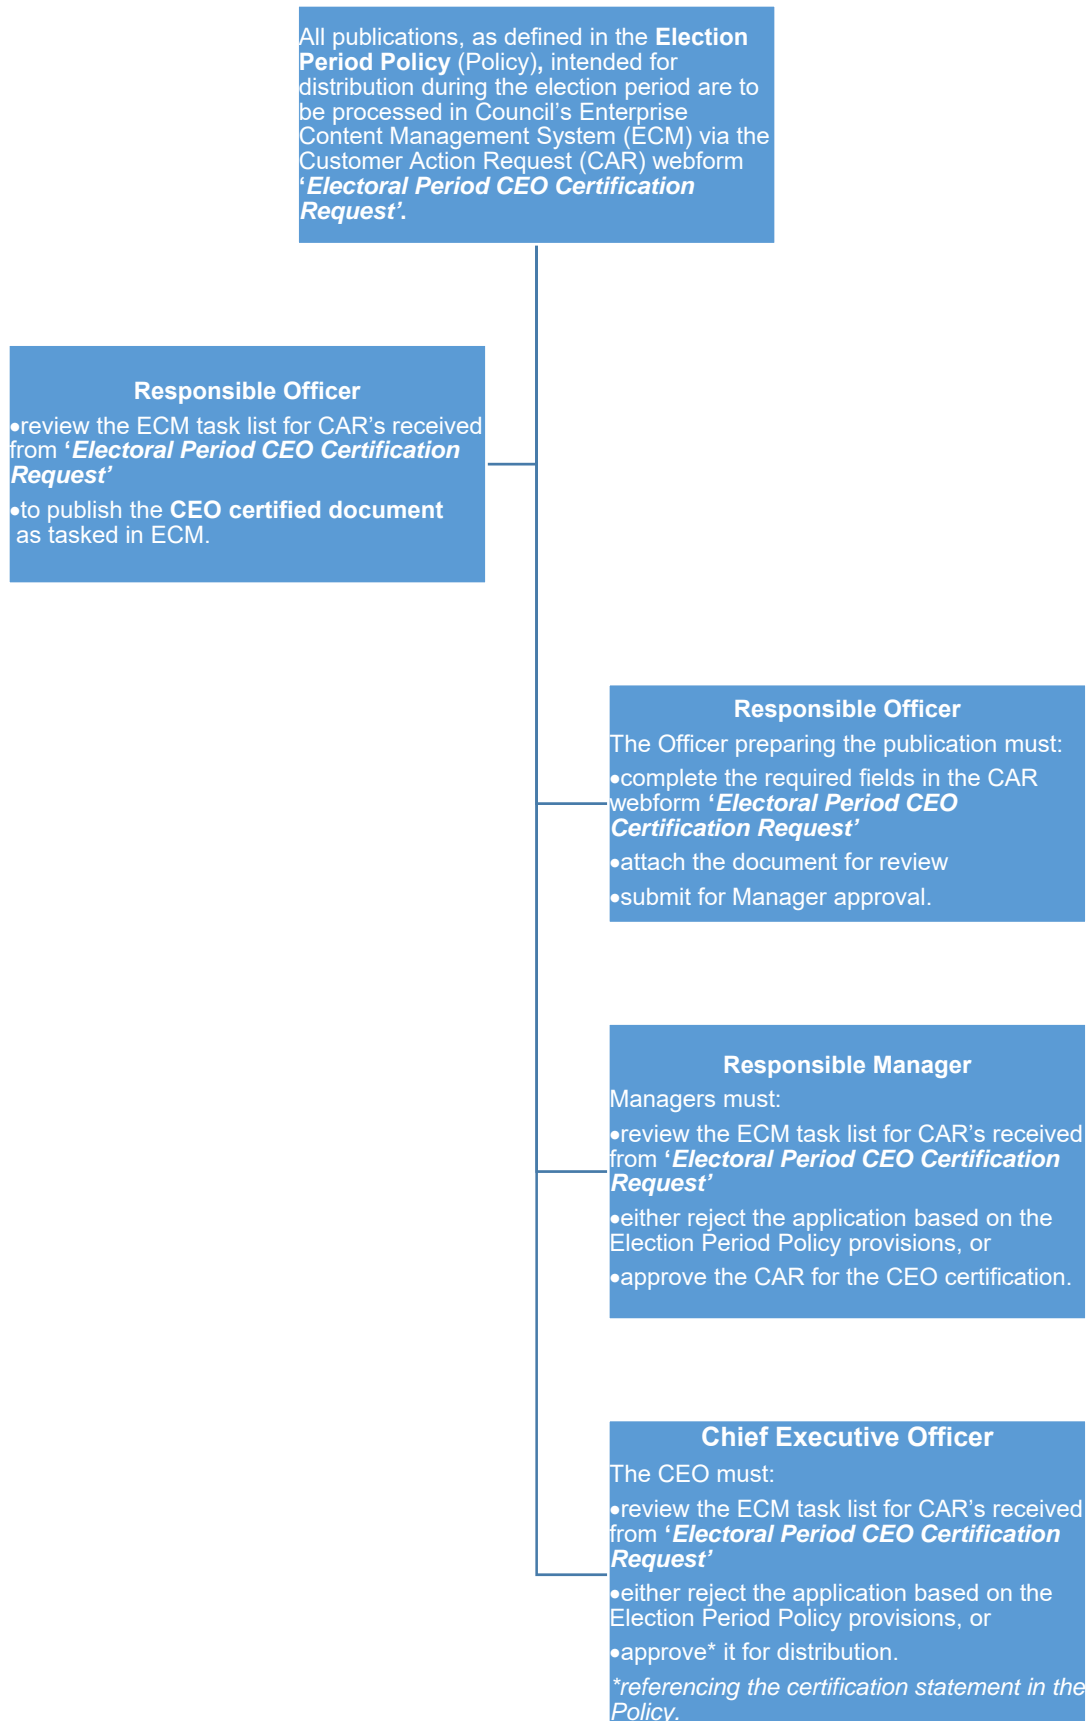 All publications, as defined in the Election
Period Policy (Policy), intended for
distribution during the election period are to
be processed in Council’s Enterprise
Content Management System (ECM) via the
Customer Action Request (CAR) webform
‘Electoral Period CEO Certification
Request’.
Responsible Officer
•review the ECM task list for CAR’s received
from ‘Electoral Period CEO Certification
Request’
•to publish the CEO certified document
as tasked in ECM.
Responsible Officer
The Officer preparing the publication must:
•complete the required fields in the CAR
webform ‘Electoral Period CEO
Certification Request’
•attach the document for review
•submit for Manager approval.
Responsible Manager
Managers must:
•review the ECM task list for CAR’s received
from ‘Electoral Period CEO Certification
Request’
•either reject the application based on the
Election Period Policy provisions, or
•approve the CAR for the CEO certification.
Chief Executive Officer
The CEO must:
•review the ECM task list for CAR’s received
from ‘Electoral Period CEO Certification
Request’
•either reject the application based on the
Election Period Policy provisions, or
•approve* it for distribution.
*referencing the certification statement in the
Policy.